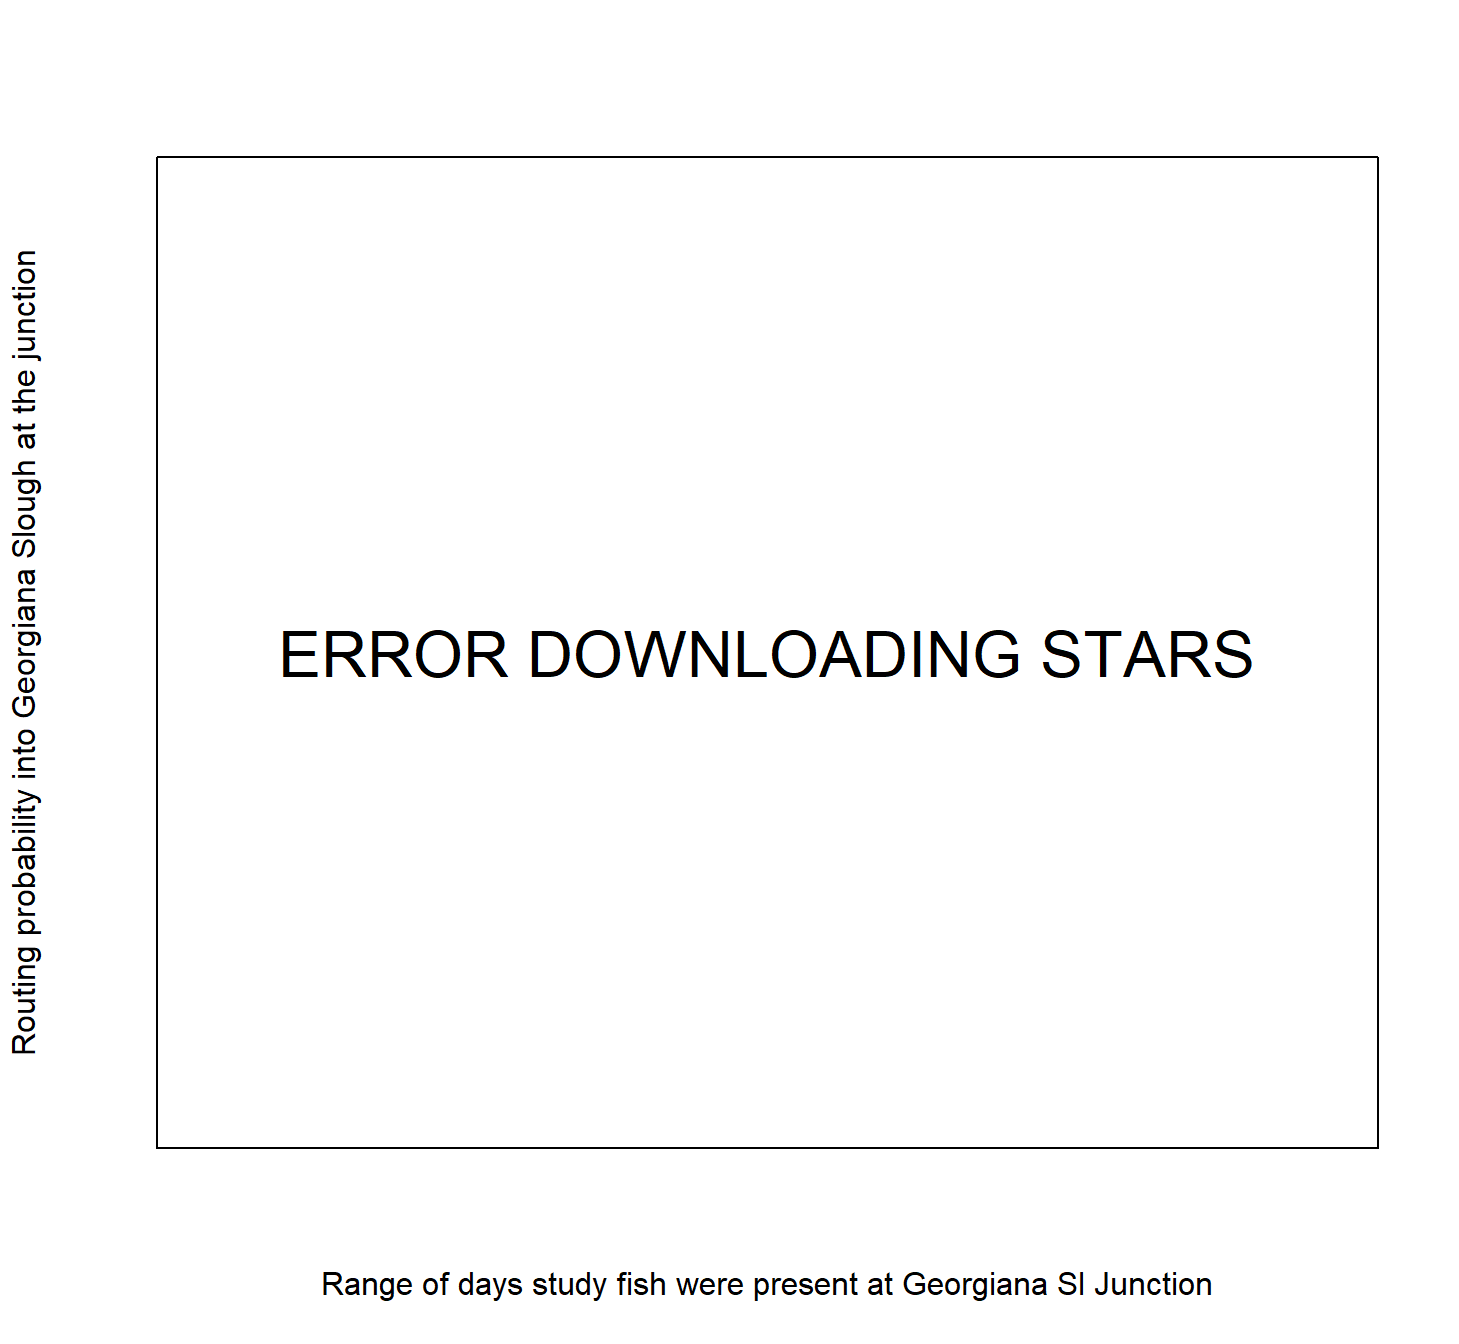 Routing probability into Georgiana Slough at the junction
ERROR DOWNLOADING STARS
Range of days study fish were present at Georgiana Sl Junction